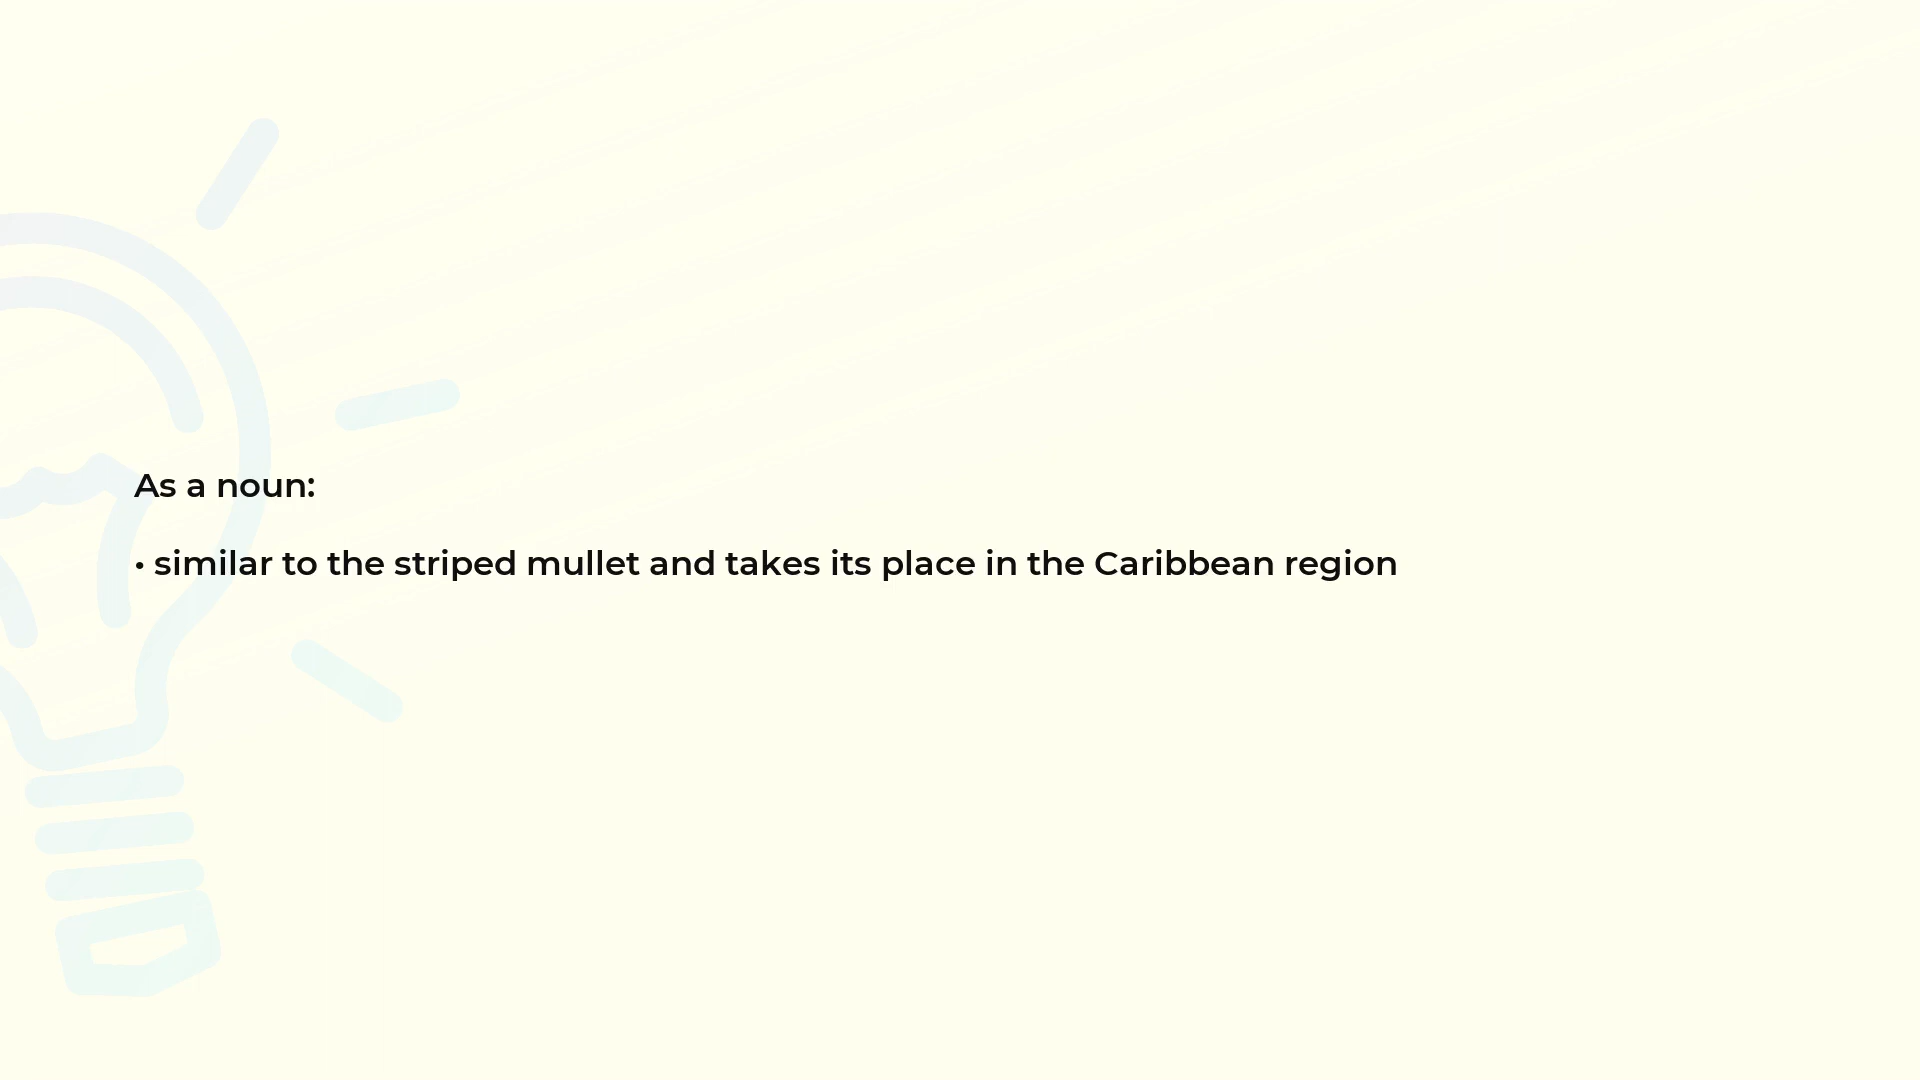 As a noun:
• similar to the striped mullet and takes its place in the Caribbean region